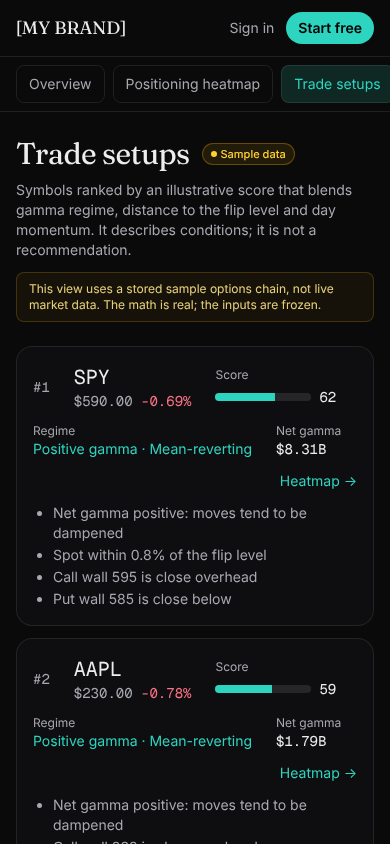 [MY BRAND]
Sign in
Start free
Overview
Positioning heatmap
Trade setups
Trade setups
Sample data
Symbols ranked by an illustrative score that blends
gamma regime, distance to the flip level and day
momentum. It describes conditions; it is not a
recommendation.
This view uses a stored sample options chain, not live
market data. The math is real; the inputs are frozen.
#1
SPY
$590.00 -0.69%
Score
62
Regime
Positive gamma · Mean-reverting
Net gamma
$8.31B
Heatmap →
• Net gamma positive: moves tend to be
dampened
• Spot within 0.8% of the flip level
• Call wall 595 is close overhead
• Put wall 585 is close below
#2
AAPL
$230.00 -0.78%
Score
59
Regime
Positive gamma · Mean-reverting
Net gamma
$1.79B
Heatmap →
• Net gamma positive: moves tend to be
dampened